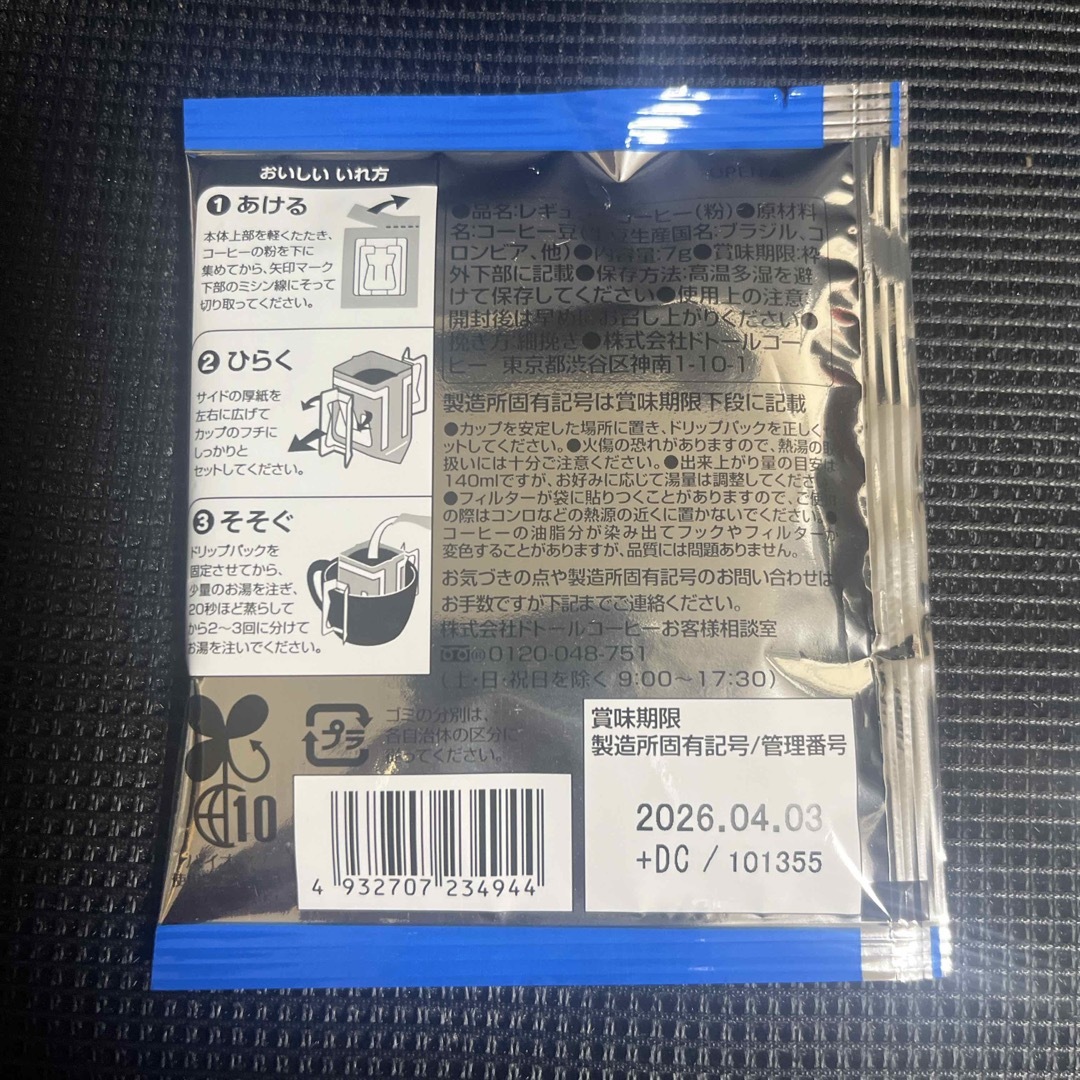 おいしい いれ方
1 あける
本体上部を軽くたたき、
コーヒーの粉を下に
集めてから、矢印マーク
下部のミシン線にそって
切り取ってください。
2 ひらく
サイドの厚紙を
左右に広げて
カップのフチに
しっかりと
セットしてください。
3 そそぐ
ドリップバックを
固定させてから、
少量のお湯を注ぎ、
20秒ほど蒸らして
から2〜3回に分けて
お湯を注いでください。
●品名:レギュ コーヒー(粉)●原材料
名:コーヒー豆( 生産国名:ブラジル、コ
ロンビア、他)●内容量:7g●賞味期限:枠
外下部に記載●保存方法:高温多湿を避
けて保存してください●使用上の注意:
開封後は早めにお召し上がりください●
挽き方:細挽き●株式会社ドトールコー
ヒー 東京都渋谷区神南1-10-1
製造所固有記号は賞味期限下段に記載
●カップを安定した場所に置き、ドリップバックを正しく
ットしてください。●火傷の恐れがありますので、熱湯の
扱いには十分ご注意ください。●出来上がり量の目安は
140mlですが、お好みに応じて湯量は調整してくださ
●フィルターが袋に貼りつくことがありますので、ご使用
の際はコンロなどの熱源の近くに置かないでください。●
コーヒーの油脂分が染み出てフックやフィルターが
変色することがありますが、品質には問題ありません。
お気づきの点や製造所固有記号のお問い合わせは
お手数ですが下記までご連絡ください。
株式会社ドトールコーヒーお客様相談室
0120-048-751
(土・日・祝日を除く 9:00〜17:30)
プラ
ゴミの分別は、
各自治体の区分に
ってください。
10
バイオ
使
4 932707 234944
賞味期限
製造所固有記号/管理番号
2026.04.03
+DC / 101355